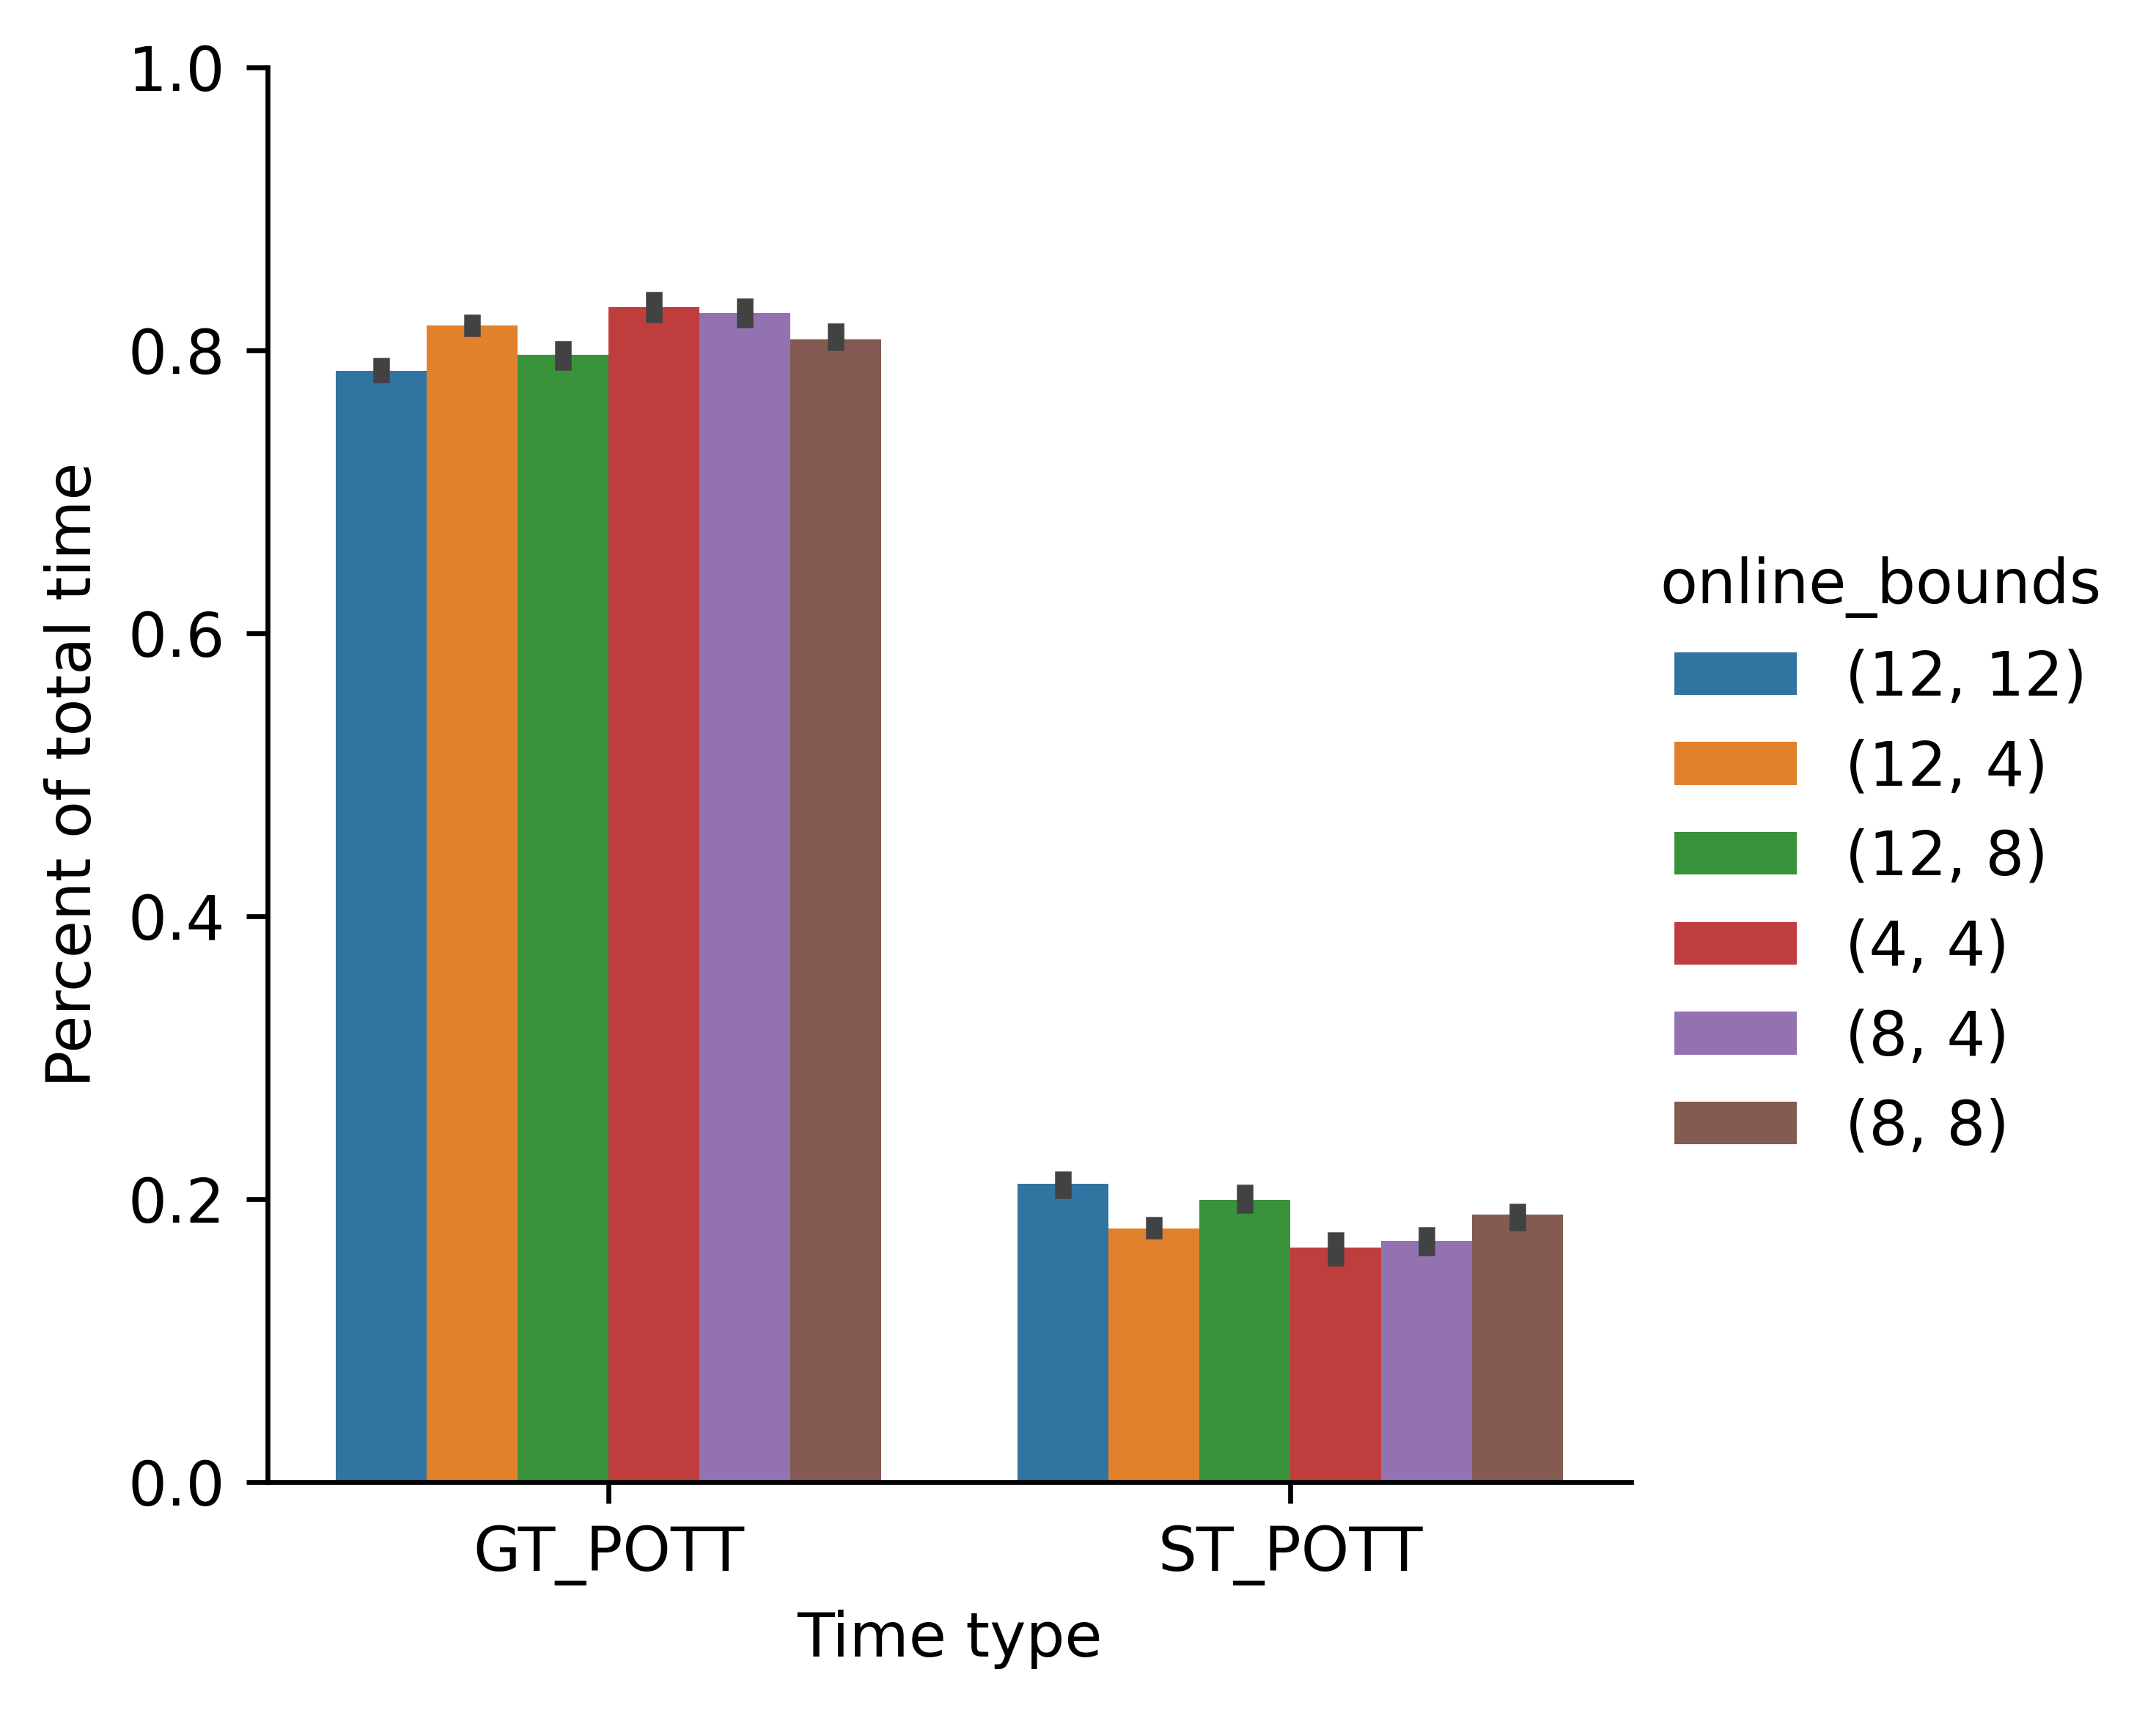 1.0
0.8
0.6
0.4
0.2
0.0
Percent of total time
GT_POTT
ST_POTT
Time type
online_bounds
(12, 12)
(12, 4)
(12, 8)
(4, 4)
(8, 4)
(8, 8)